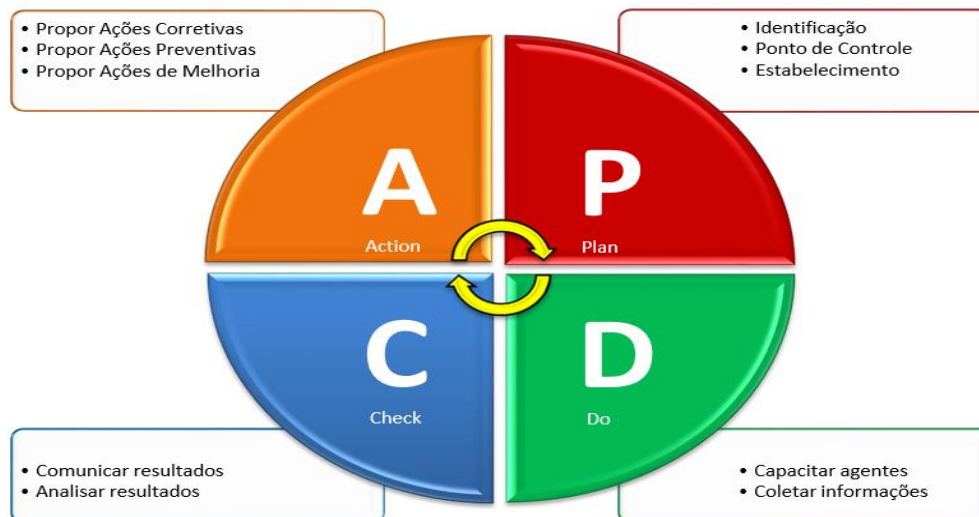 • Propor Ações Corretivas
• Propor Ações Preventivas
• Propor Ações de Melhoria
• Identificação
• Ponto de Controle
• Estabelecimento
A
Action
P
Plan
C
Check
D
Do
• Comunicar resultados
• Analisar resultados
• Capacitar agentes
• Coletar informações